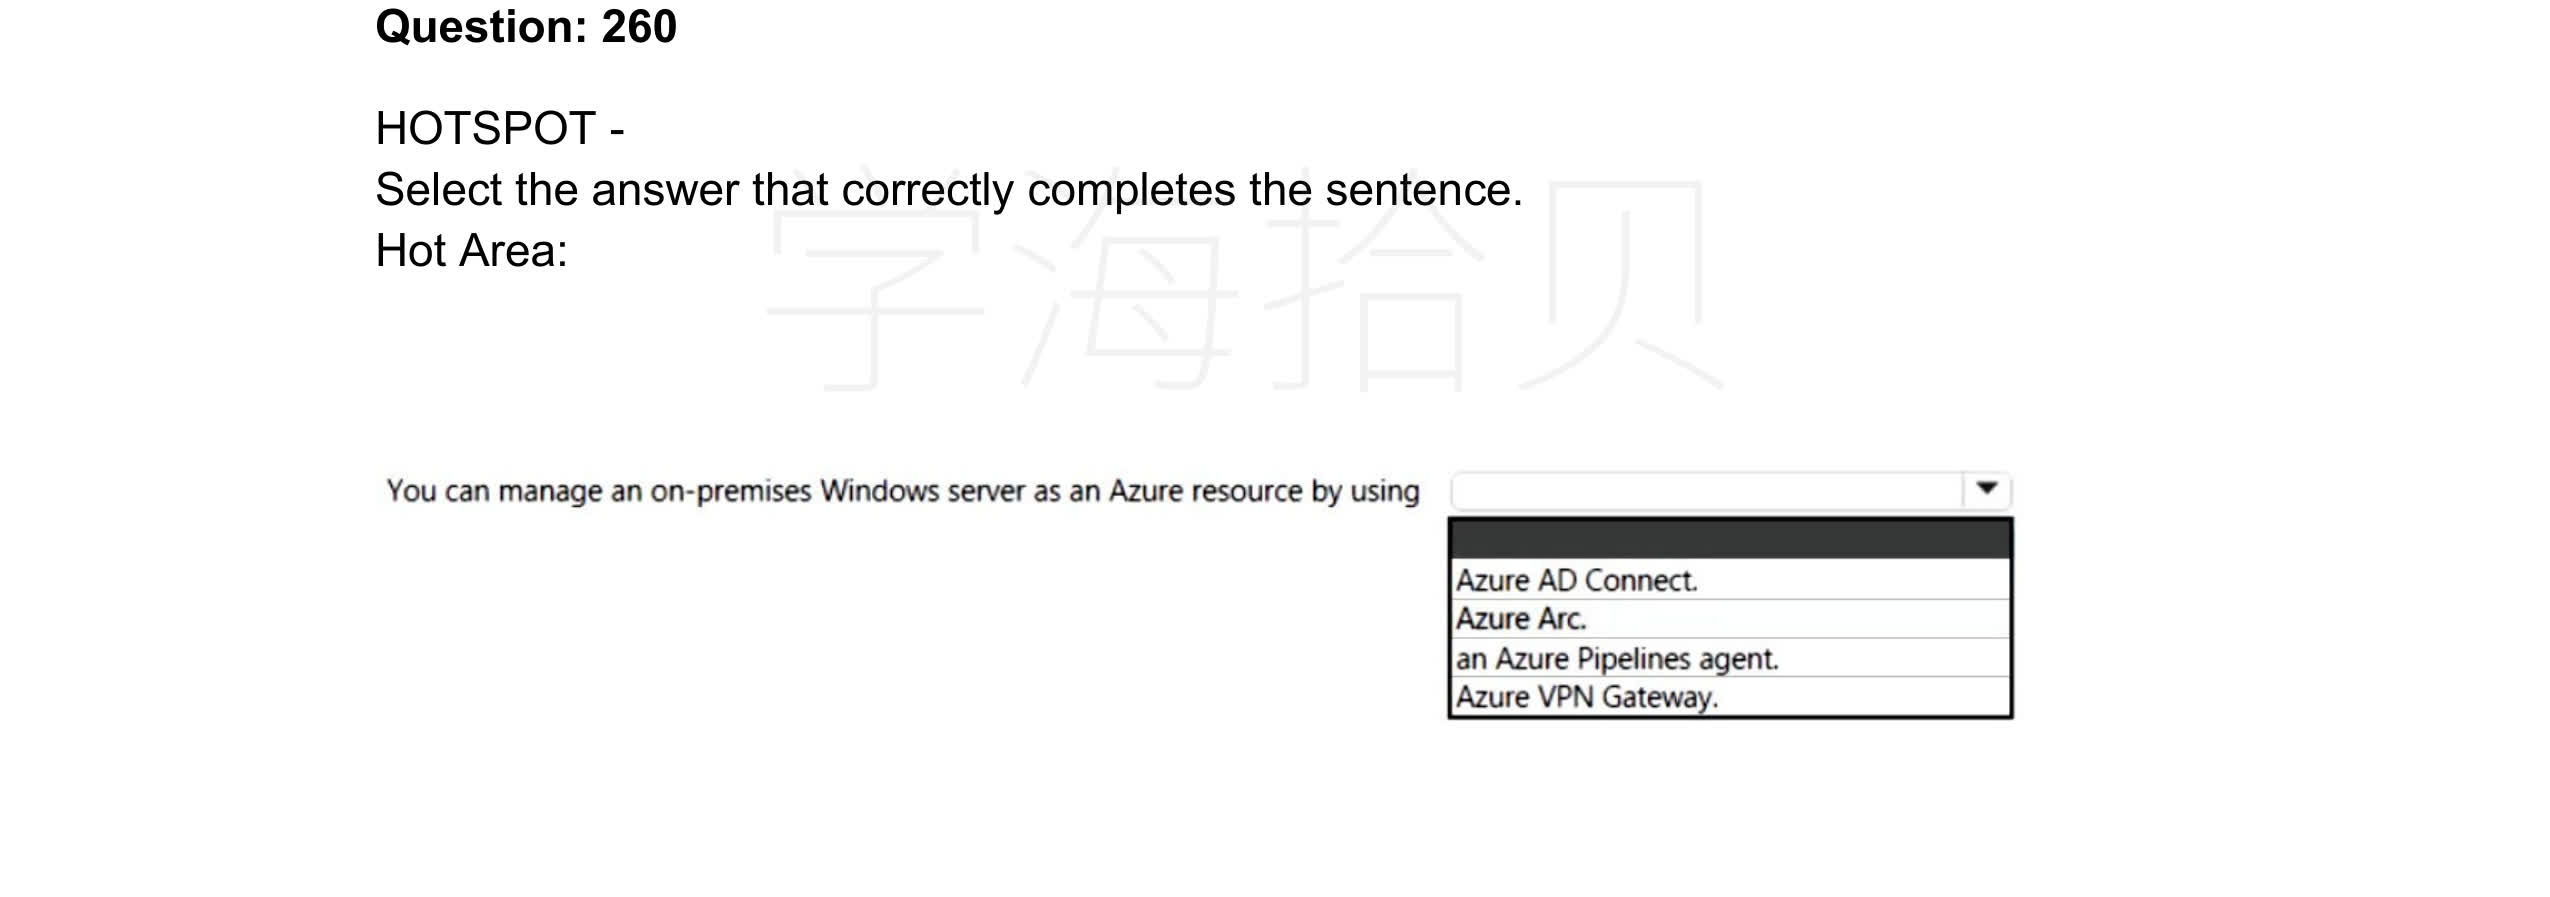 Question: 260
HOTSPOT -
Select the answer that correctly completes the sentence.
Hot Area:
学海拾贝
You can manage an on-premises Windows server as an Azure resource by using
Azure AD Connect.
Azure Arc.
an Azure Pipelines agent.
Azure VPN Gateway.